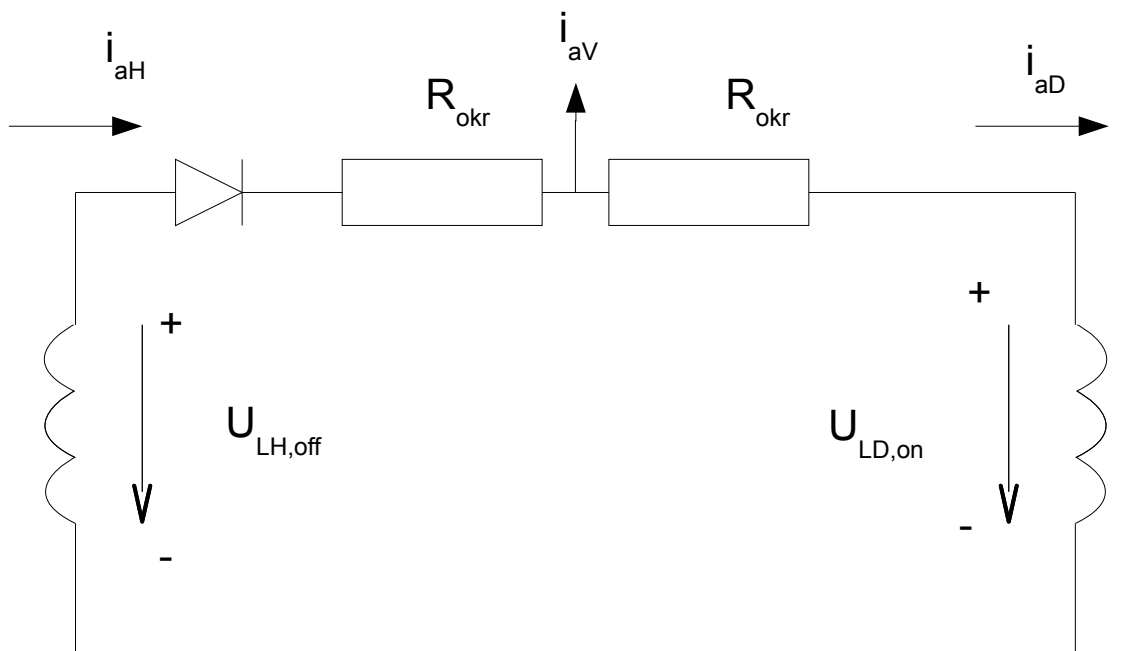 i_aH
i_aV
i_aD
R_okr
R_okr
+
+
U_LH,off
U_LD,on
-
-